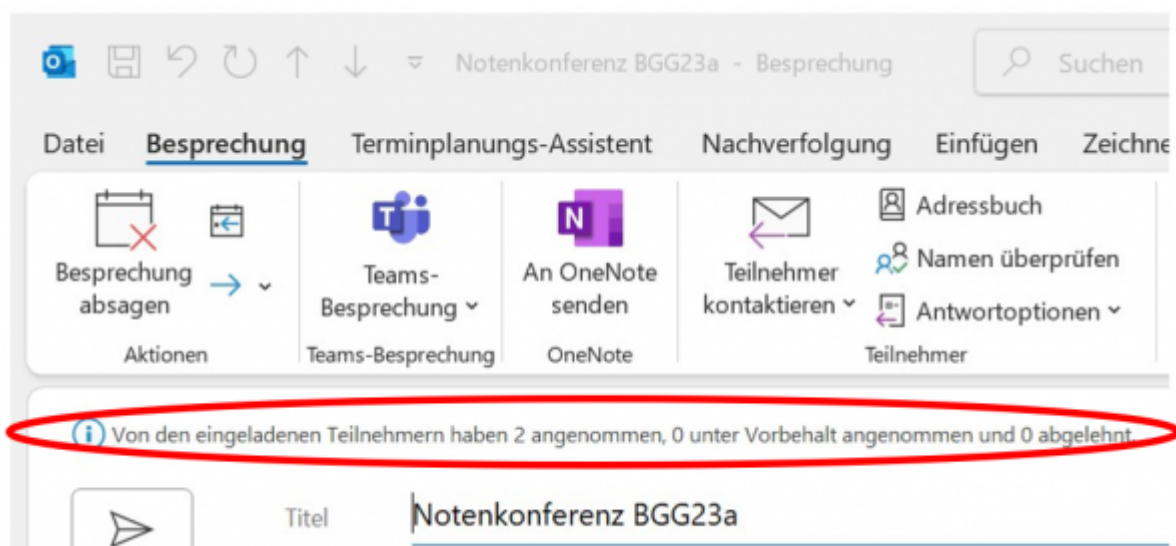 Notenkonferenz BGG23a - Besprechung
Suchen
Datei Besprechung Terminplanungs-Assistent Nachverfolgung Einfügen Zeichne
Besprechung absagen
Aktionen
Teams-
Besprechung
Teams-Besprechung
An OneNote
senden
OneNote
Teilnehmer
kontaktieren
Adressbuch
Namen überprüfen
Antwortoptionen
Teilnehmer
Von den eingeladenen Teilnehmern haben 2 angenommen, 0 unter Vorbehalt angenommen und 0 abgelehnt.
Titel Notenkonferenz BGG23a